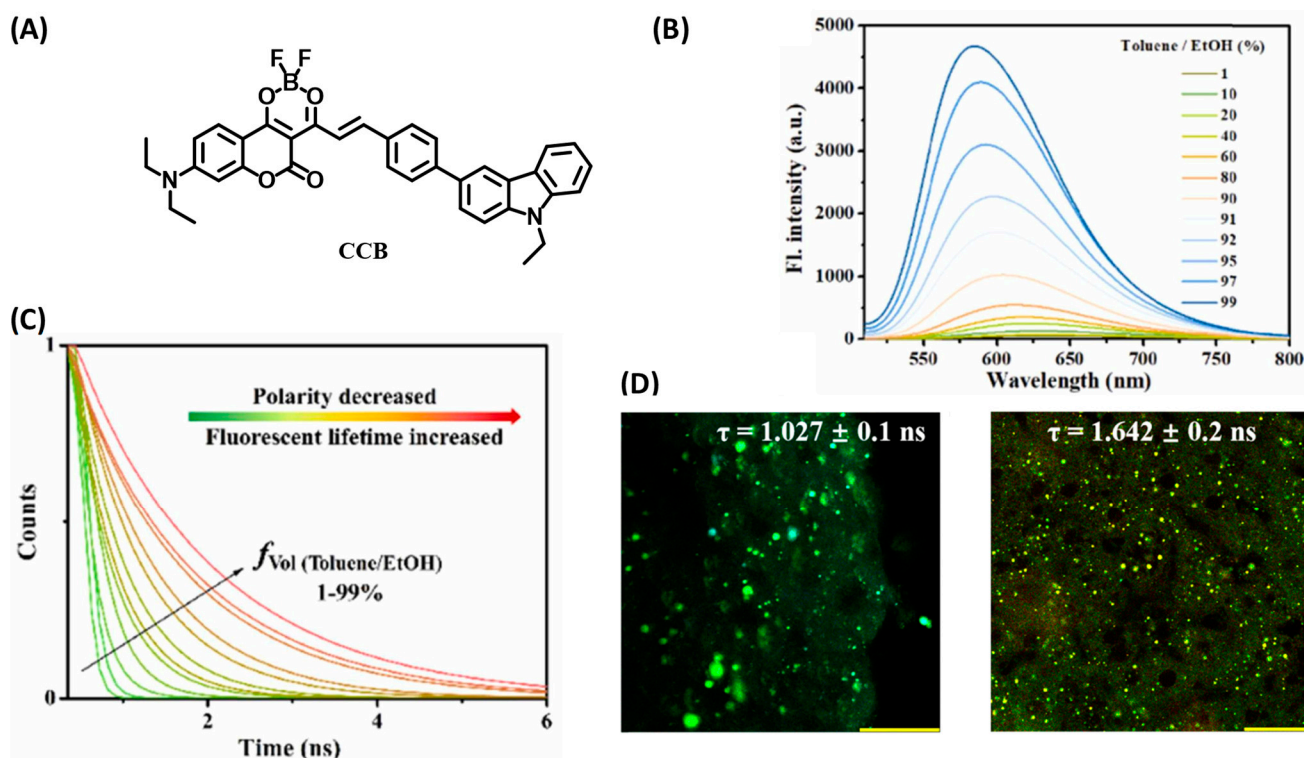 (A)
F F
B
O O
N
O O
N
CCB
(B)
5000
4000
3000
2000
1000
0
Fl. intensity (a.u.)
Toluene / EtOH (%)
1
10
20
40
60
80
90
91
92
95
97
99
550 600 650 700 750 800
Wavelength (nm)
(C)
1
0
Counts
Polarity decreased
Fluorescent lifetime increased
fVol (Toluene/EtOH)
1-99%
2 4 6
Time (ns)
(D)
τ = 1.027 ± 0.1 ns
τ = 1.642 ± 0.2 ns